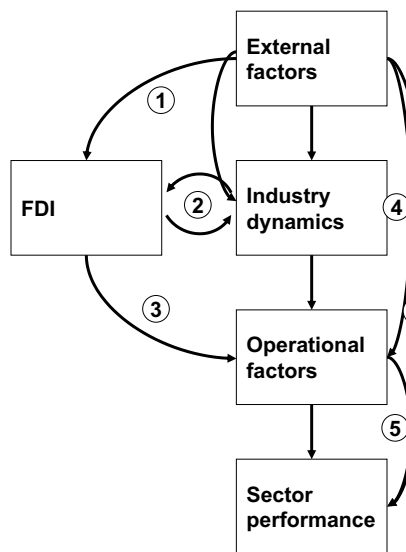 External
factors
1
FDI
2
Industry
dynamics
4
3
Operational
factors
5
Sector
performance